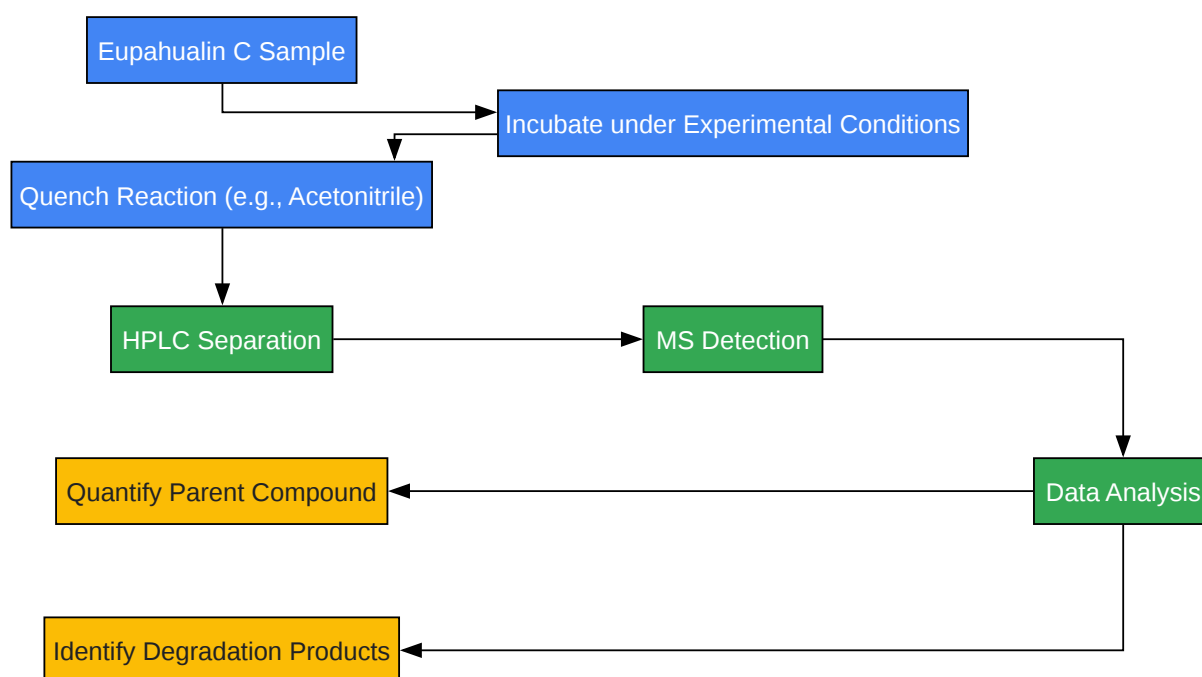 Eupahualin C Sample
Incubate under Experimental Conditions
Quench Reaction (e.g., Acetonitrile)
HPLC Separation
MS Detection
Quantify Parent Compound
Data Analysis
Identify Degradation Products